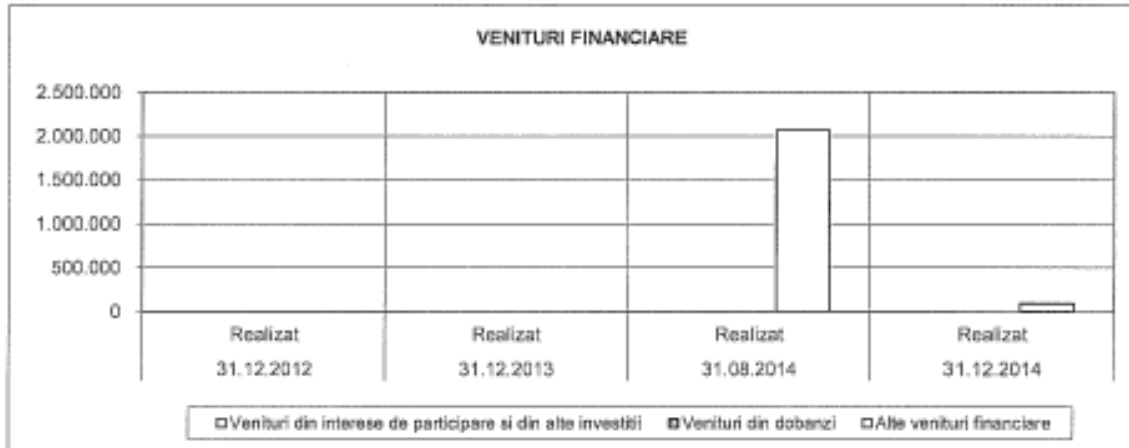 VENITURI FINANCIARE
2.500.000
2.000.000
1.500.000
1.000.000
500.000
0
Realizat Realizat Realizat Realizat
31.12.2012 31.12.2013 31.08.2014 31.12.2014
Venituri din interese de participare si din alte investitii Venituri din dobanzi Alte venituri financiare